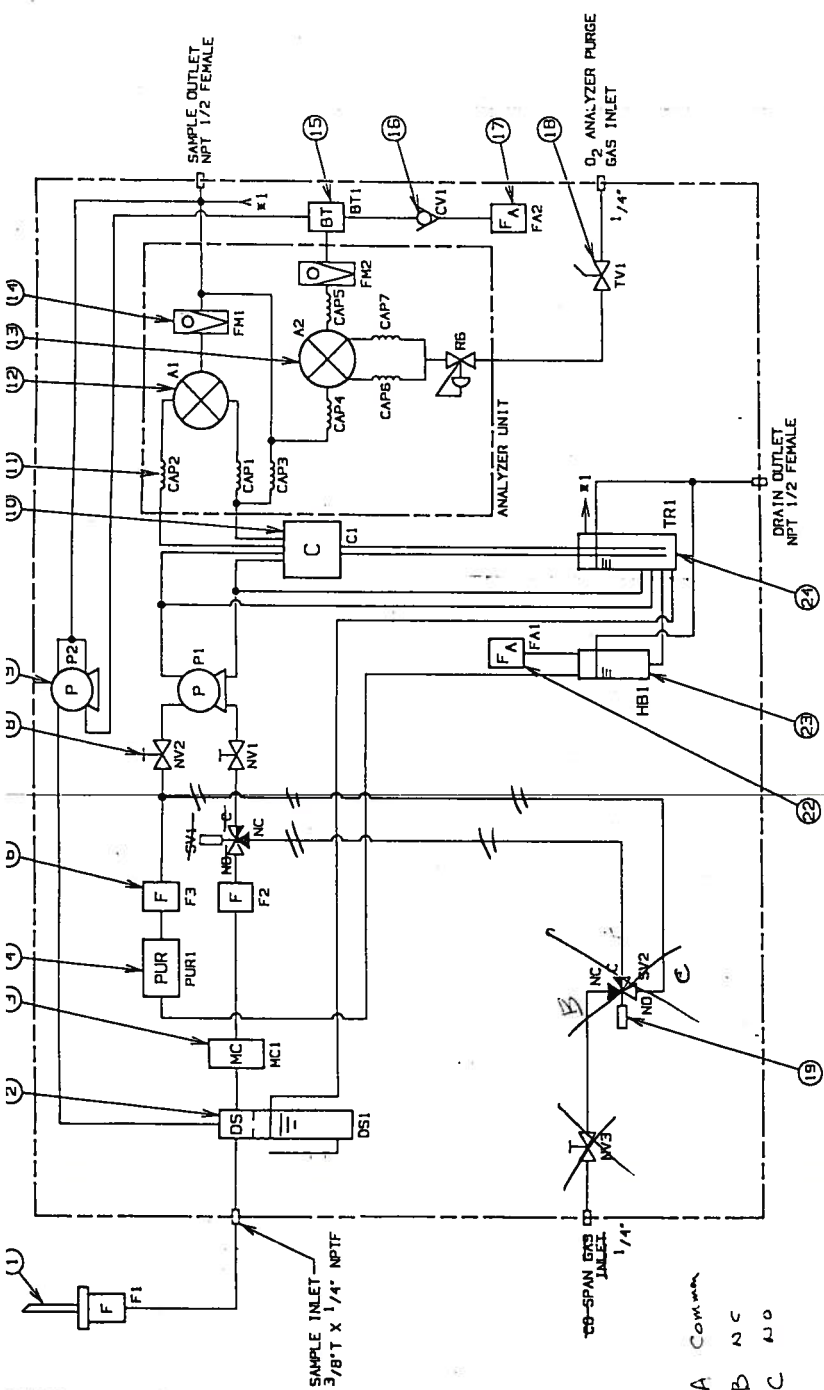 SAMPLE OUTLET
NPT 1/2 FEMALE
O2 ANALYZER PURGE
GAS INLET
1/4"
DRAIN OUTLET
NPT 1/2 FEMALE
SAMPLE INLET
3/8"T X 1/4" NPTF
CO SPAN GAS
INLET
1/4"
ANALYZER UNIT
1)
F
F1
2
DS
DS1
3
MC
MC1
4
PUR
PUR1
6
F
F3
F
F2
SV1
C
NO
NC
8
NV2
NV1
P
P2
P
P1
10
C
C1
11
CAP2
CAP1
CAP3
12
A1
13
A2
14
FM1
CAP4
CAP5
CAP6
CAP7
FM2
R6
15
BT
BT1
16
CV1
17
FA
FA2
18
TV1
*1
*1
TR1
24
FA
FA1
22
HB1
23
NC
C
SV2
NO
B
C
19
NV3
A Common
B NC
C NO